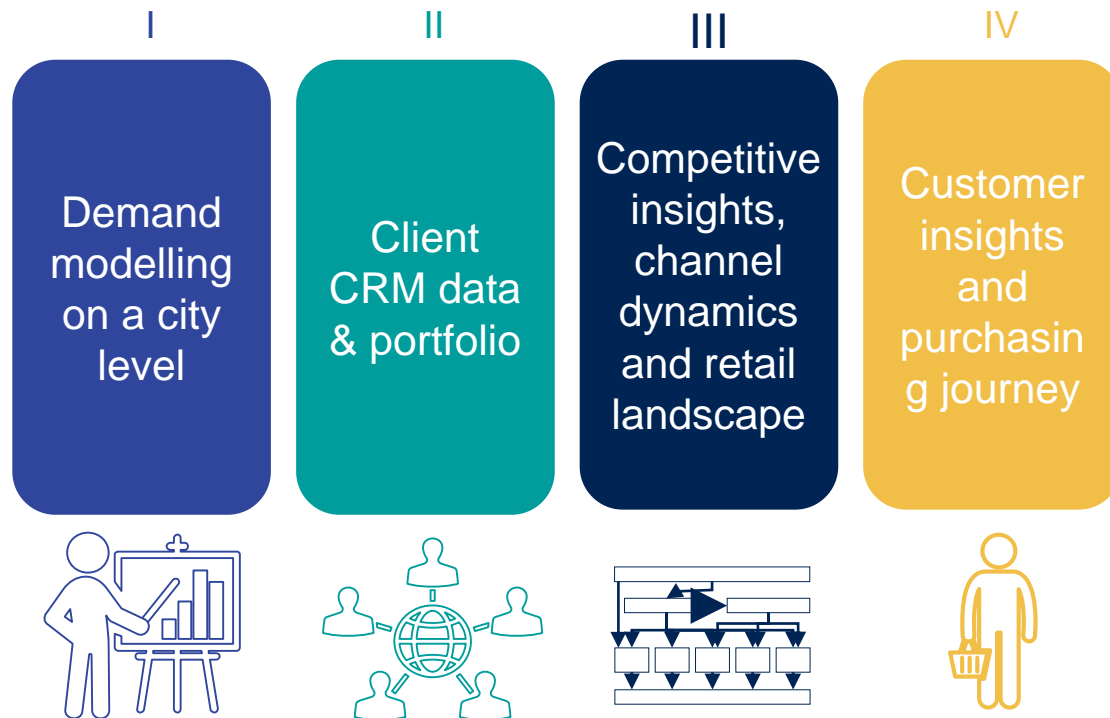 I
II
III
IV
Demand
modelling
on a city
level
Client
CRM data
& portfolio
Competitive
insights,
channel
dynamics
and retail
landscape
Customer
insights
and
purchasin
g journey